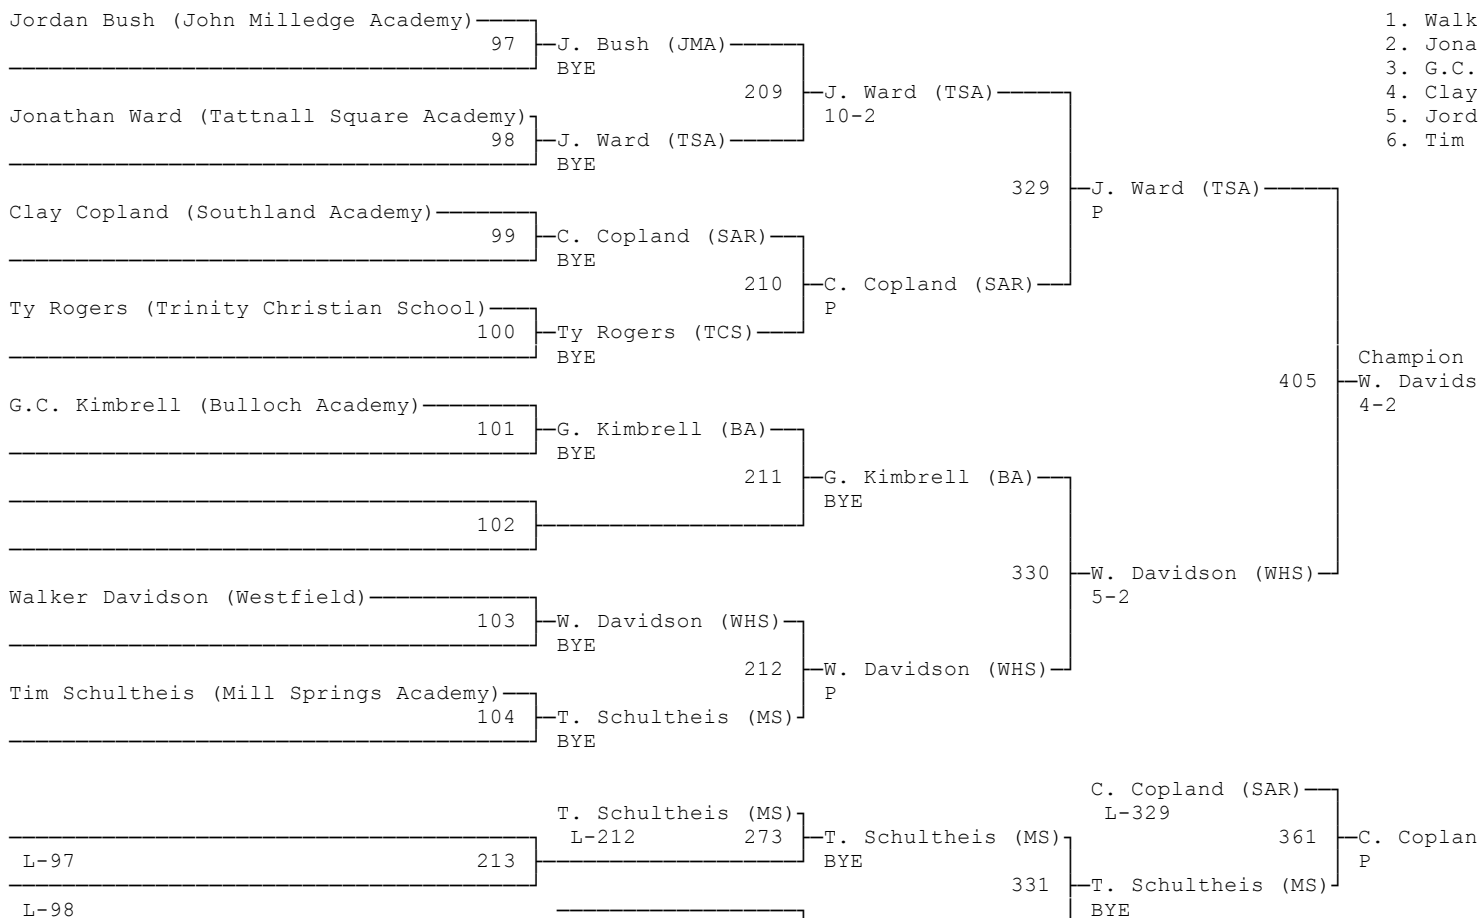 Jordan Bush (John Milledge Academy) 1. Walk
97 J. Bush (JMA) 2. Jona
BYE 3. G.C.
209 J. Ward (TSA) 4. Clay
Jonathan Ward (Tattnall Square Academy) 10-2 5. Jord
98 J. Ward (TSA) 6. Tim
BYE
329 J. Ward (TSA)
Clay Copland (Southland Academy) P
99 C. Copland (SAR)
BYE
210 C. Copland (SAR)
Ty Rogers (Trinity Christian School) P
100 Ty Rogers (TCS)
BYE Champion
405 W. Davids
G.C. Kimbrell (Bulloch Academy) 4-2
101 G. Kimbrell (BA)
BYE
211 G. Kimbrell (BA)
BYE
102
330 W. Davidson (WHS)
Walker Davidson (Westfield) 5-2
103 W. Davidson (WHS)
BYE
212 W. Davidson (WHS)
Tim Schultheis (Mill Springs Academy) P
104 T. Schultheis (MS)
BYE
C. Copland (SAR)
T. Schultheis (MS) L-329
L-212 273 T. Schultheis (MS) 361 C. Coplan
L-97 213 BYE P
331 T. Schultheis (MS)
L-98 BYE